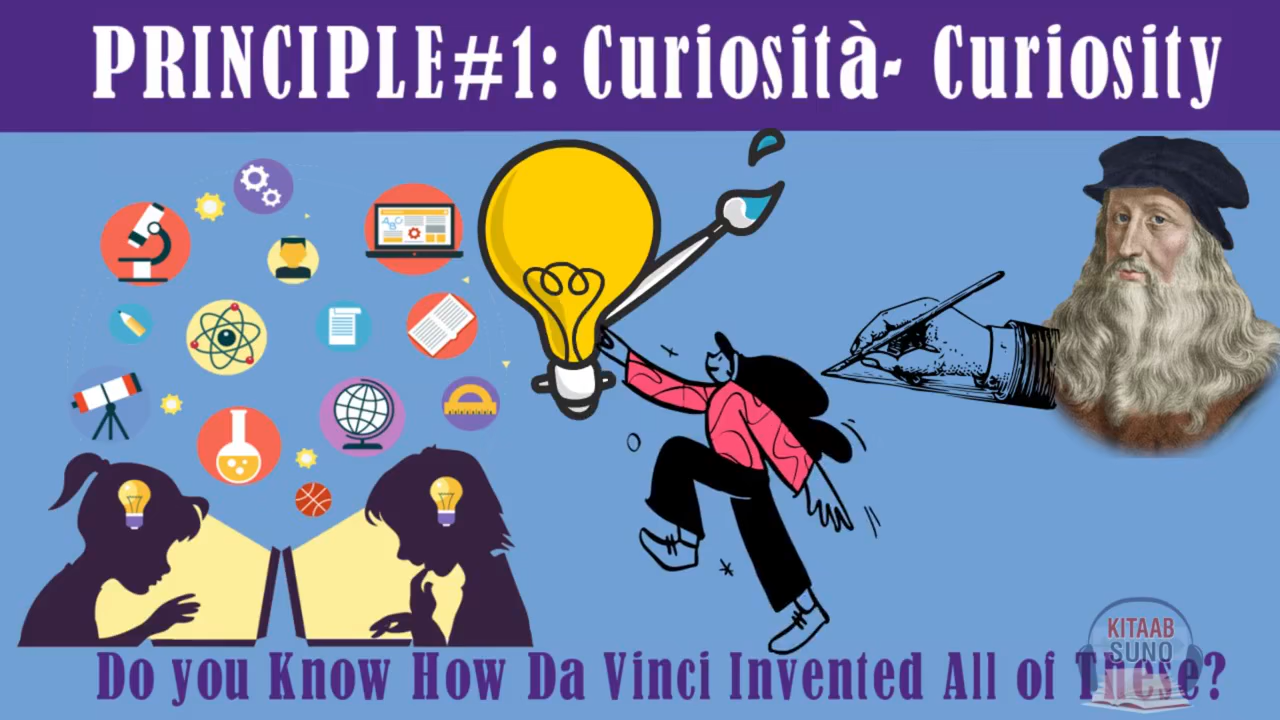 PRINCIPLE#1: Curiosità- Curiosity
Do you Know How Da Vinci Invented All of These?
KITAAB
SUNO